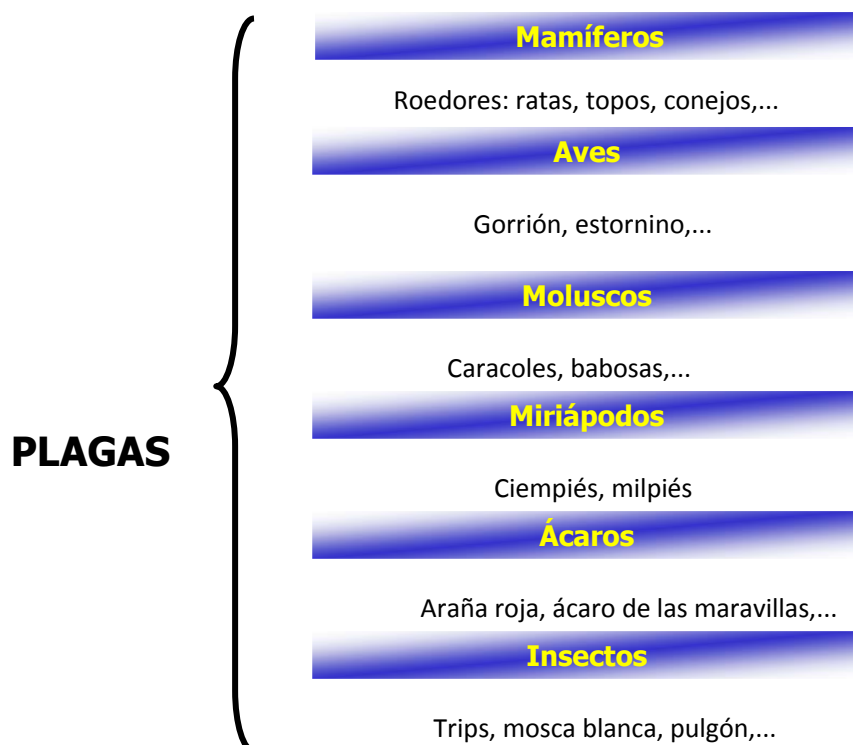 Mamíferos
Roedores: ratas, topos, conejos,...
Aves
Gorrión, estornino,...
Moluscos
Caracoles, babosas,...
Miriápodos
PLAGAS
Ciempiés, milpiés
Ácaros
Araña roja, ácaro de las maravillas,...
Insectos
Trips, mosca blanca, pulgón,...